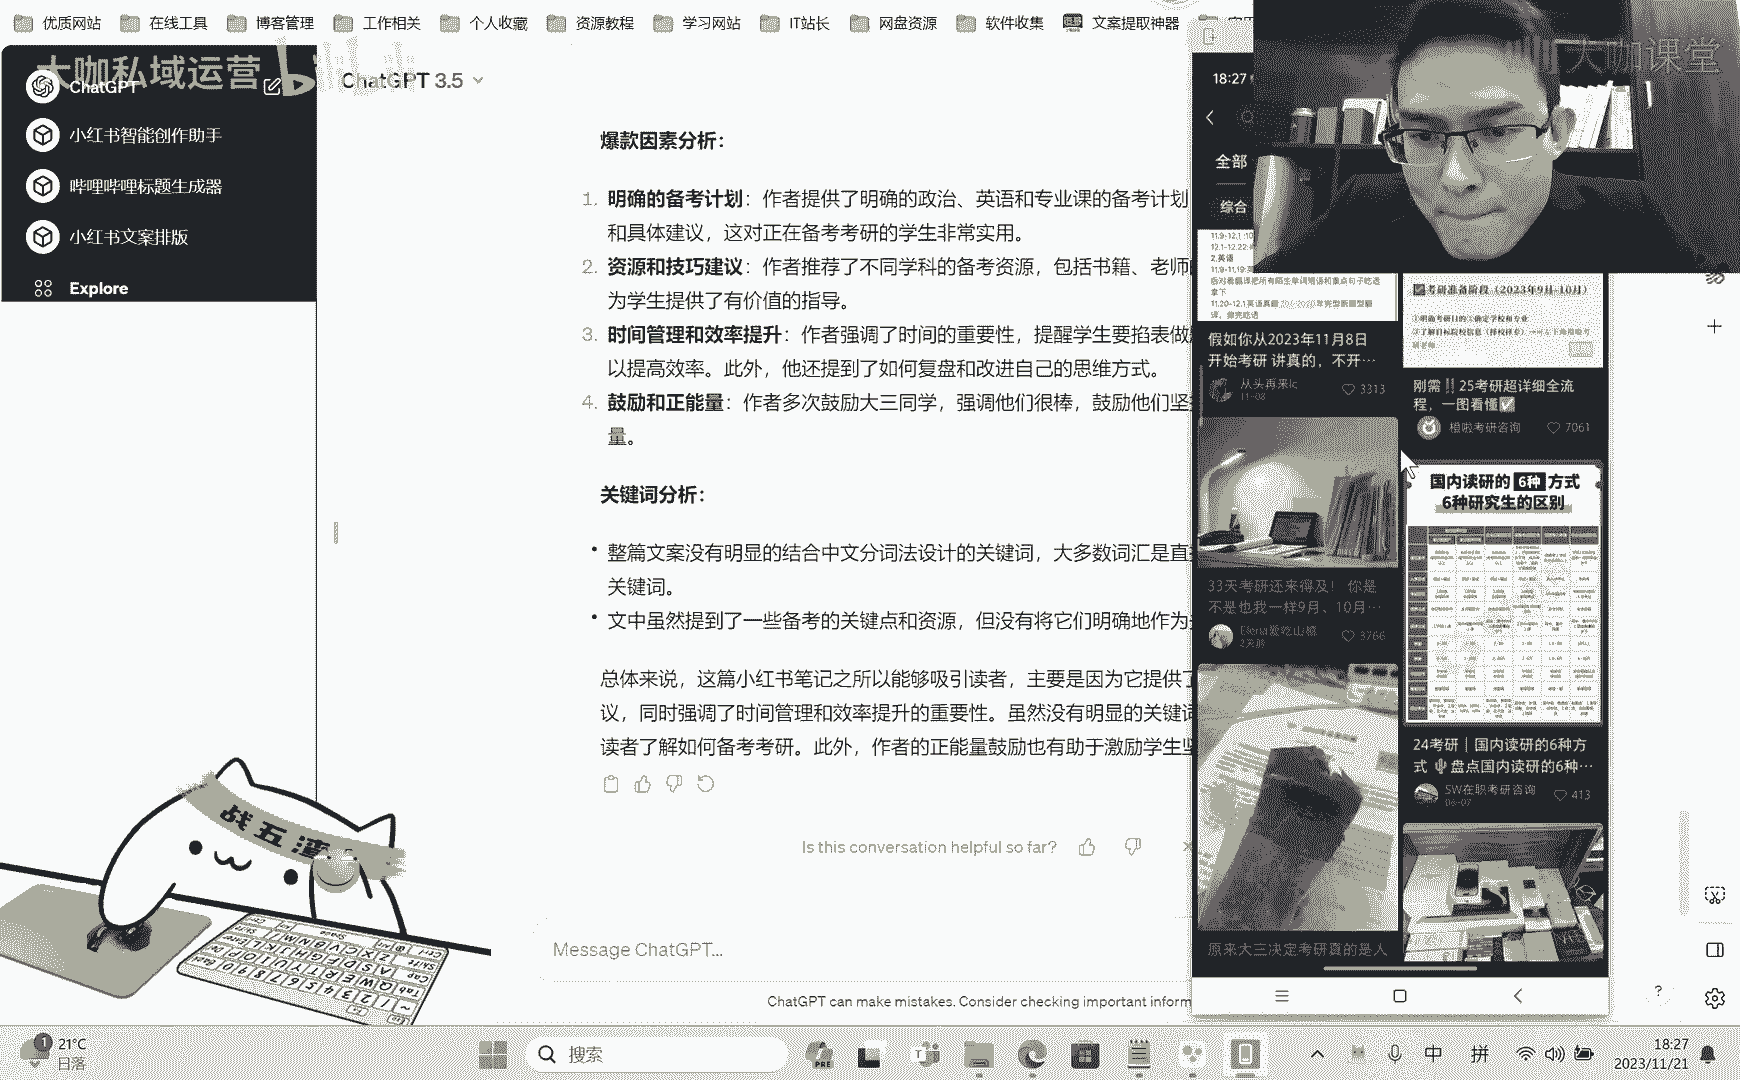 优质网站
在线工具
博客管理
工作相关
个人收藏
资源教程
学习网站
IT站长
网盘资源
软件收集
文案提取神器
大咖私域运营
大咖课堂
ChatGPT
小红书智能创作助手
哔哩哔哩标题生成器
小红书文案排版
Explore
ChatGPT 3.5
爆款因素分析：
1. 明确的备考计划：作者提供了明确的政治、英语和专业课的备考计划
和具体建议，这对正在备考考研的学生非常实用。
2. 资源和技巧建议：作者推荐了不同学科的备考资源，包括书籍、老师
为学生提供了有价值的指导。
3. 时间管理和效率提升：作者强调了时间的重要性，提醒学生要掐表做
以提高效率。此外，他还提到了如何复盘和改进自己的思维方式。
4. 鼓励和正能量：作者多次鼓励大三同学，强调他们很棒，鼓励他们坚
量。
关键词分析：
• 整篇文案没有明显的结合中文分词法设计的关键词，大多数词汇是直
关键词。
• 文中虽然提到了一些备考的关键点和资源，但没有将它们明确地作为
总体来说，这篇小红书笔记之所以能够吸引读者，主要是因为它提供了
议，同时强调了时间管理和效率提升的重要性。虽然没有明显的关键词
读者了解如何备考考研。此外，作者的正能量鼓励也有助于激励学生坚
Is this conversation helpful so far?
Message ChatGPT...
ChatGPT can make mistakes. Consider checking important inform
18:27
全部
综合
2.英语
假如你从2023年11月8日
开始考研 讲真的，不开…
从头再来lc
11-08
3313
考研准备阶段（2023年9月-10月）
刚需‼25考研超详细全流
程，一图看懂✅
橙啦考研咨询
7061
33天考研还来得及！ 你是
不是也我一样9月、10月…
Elena爱吃山楂
2天前
3766
国内读研的 6种 方式
6种研究生的区别
24考研｜国内读研的6种方
式 🌵盘点国内读研的6种…
SW在职考研咨询
06-07
413
原来大三决定考研真的是人
战五渣
1
21°C
日落
搜索
PRE
中
拼
18:27
2023/11/21